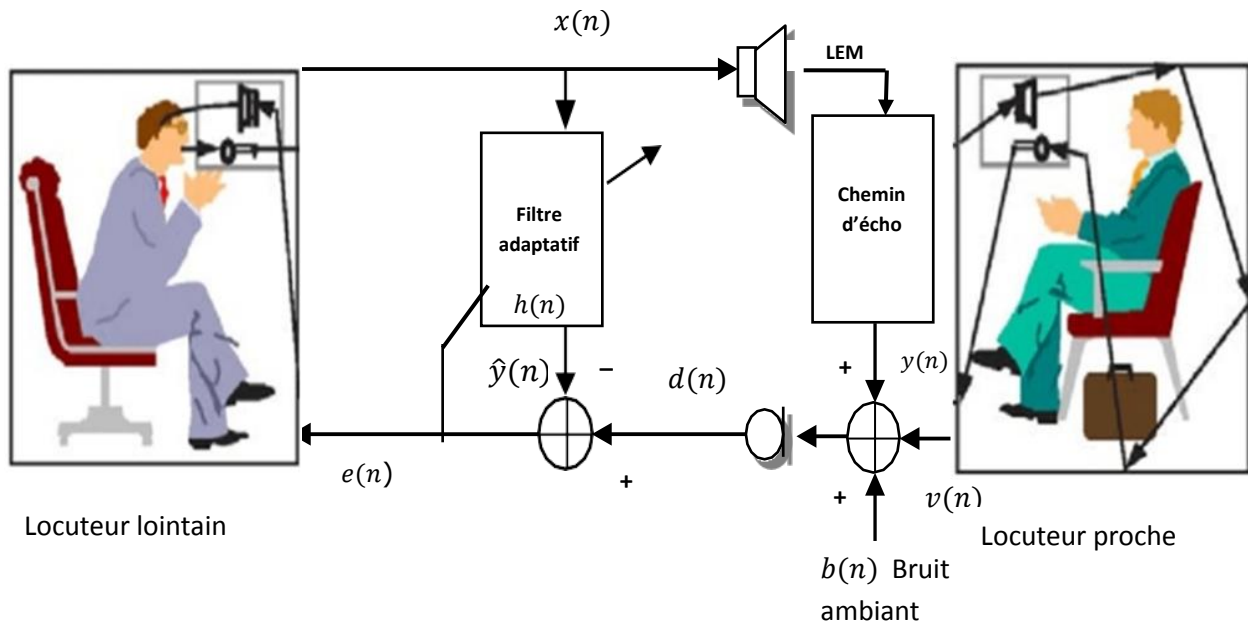 x(n)
LEM
Filtre
adaptatif
h(n)
Chemin
d'écho
ŷ(n)
−
d(n)
+
y(n)
e(n)
+
+
v(n)
Locuteur lointain
Locuteur proche
b(n) Bruit
ambiant